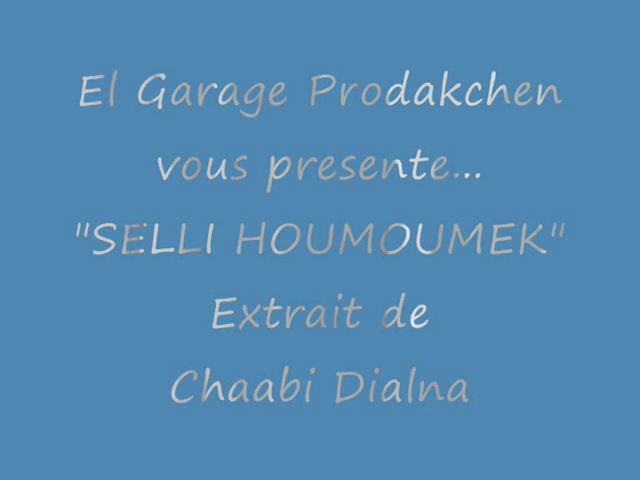 El Garage Prodakchen
vous presente...
"SELLI HOUMOUMEK"
Extrait de
Chaabi Dialna